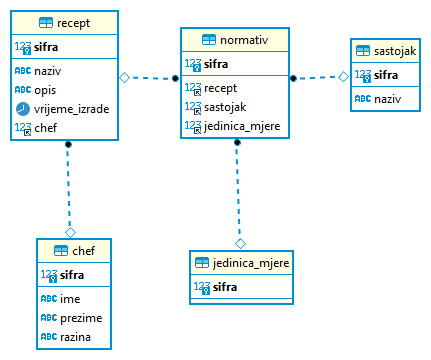 recept
123 sifra
ABC naziv
ABC opis
vrijeme_izrade
123 chef
normativ
123 sifra
123 recept
123 sastojak
123 jedinica_mjere
sastojak
123 sifra
ABC naziv
chef
123 sifra
ABC ime
ABC prezime
ABC razina
jedinica_mjere
123 sifra